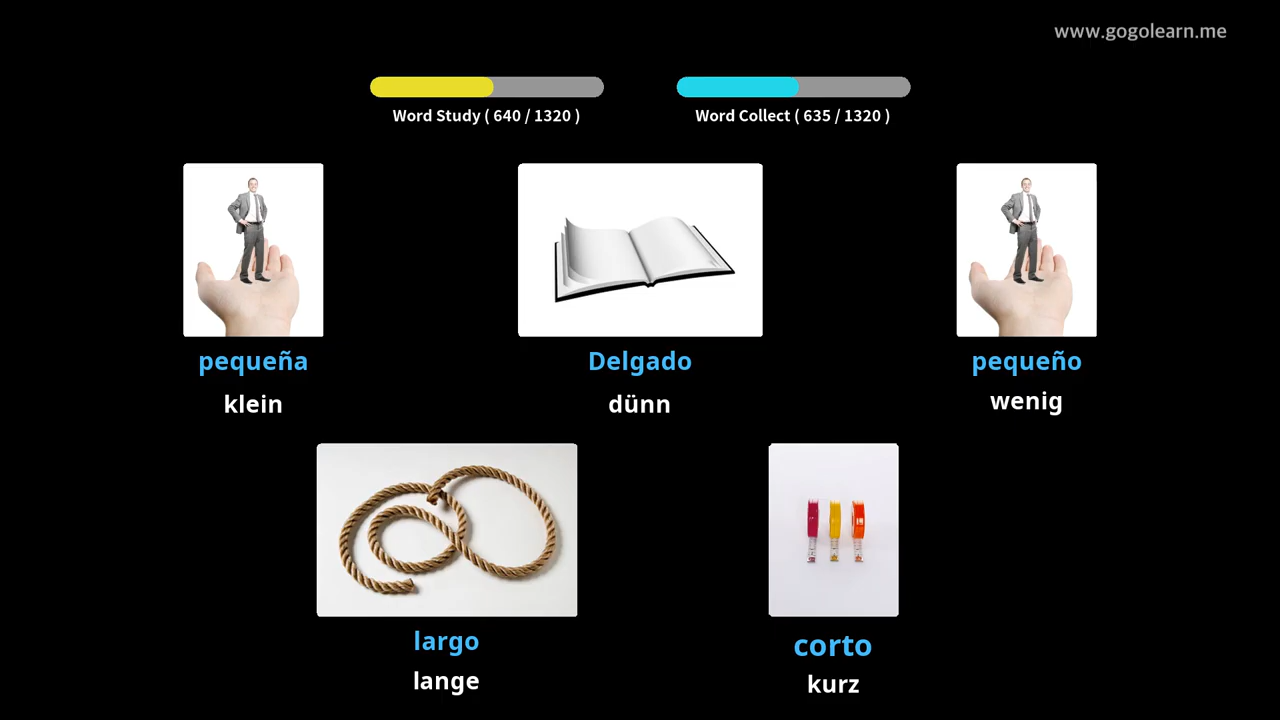 www.gogolearn.me
Word Study ( 640 / 1320 )
Word Collect ( 635 / 1320 )
pequeña
klein
Delgado
dünn
pequeño
wenig
largo
lange
corto
kurz